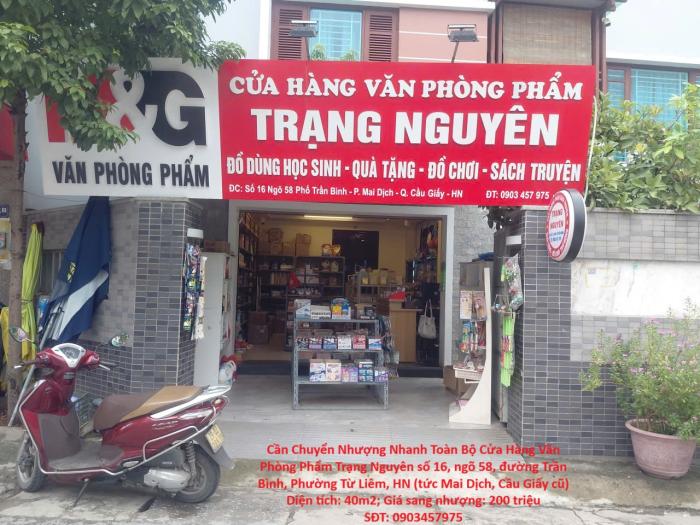 &G
VĂN PHÒNG PHẨM
CỬA HÀNG VĂN PHÒNG PHẨM
TRẠNG NGUYÊN
ĐỒ DÙNG HỌC SINH - QUÀ TẶNG - ĐỒ CHƠI - SÁCH TRUYỆN
ĐC: Số 16 Ngõ 58 Phố Trần Bình - P. Mai Dịch - Q. Cầu Giấy - HN ĐT: 0903 457 975
TRẠNG
NGUYÊN
Cần Chuyển Nhượng Nhanh Toàn Bộ Cửa Hàng Văn
Phòng Phẩm Trạng Nguyên số 16, ngõ 58, đường Trần
Bình, Phường Từ Liêm, HN (tức Mai Dịch, Cầu Giấy cũ)
Diện tích: 40m2; Giá sang nhượng: 200 triệu
SĐT: 0903457975